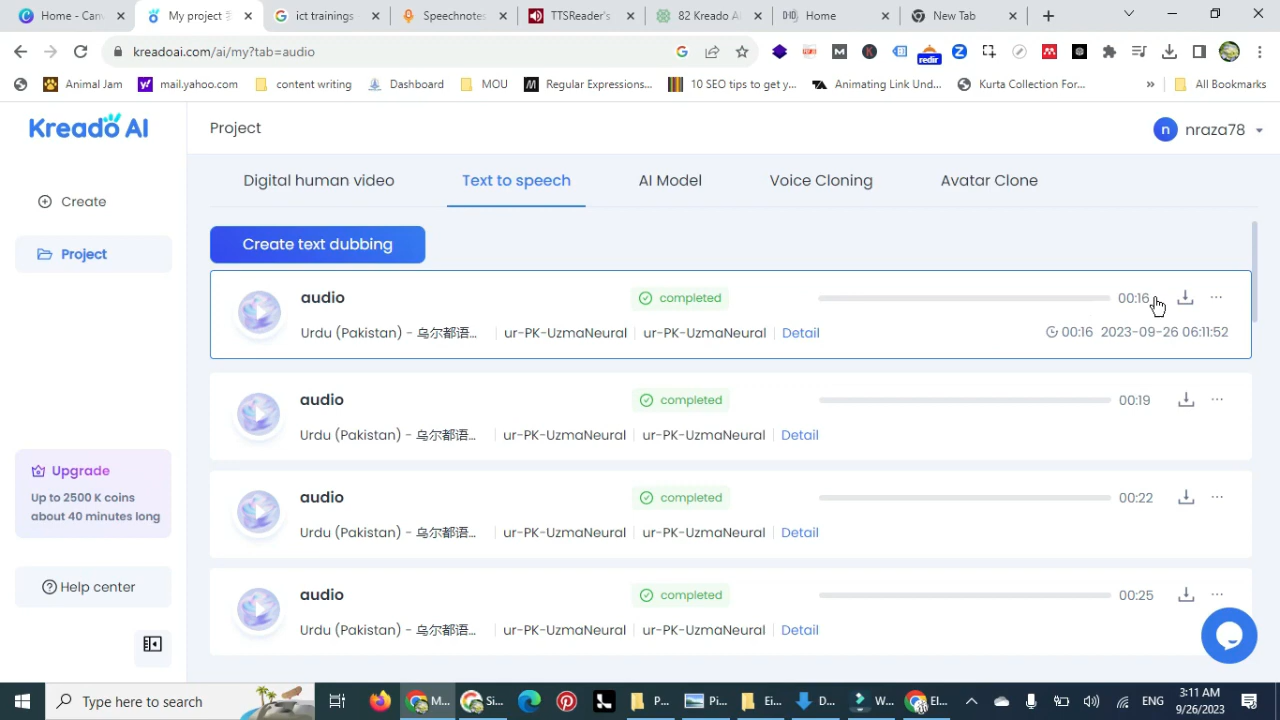 Home - Canv
My project
ict trainings
Speechnotes
TTSReader's
82 Kreado A
Home
New Tab
kreadoai.com/ai/my?tab=audio
redir
Animal Jam
mail.yahoo.com
content writing
Dashboard
MOU
Regular Expressions...
10 SEO tips to get y...
Animating Link Und...
Kurta Collection For...
»
All Bookmarks
Kreado AI
Project
n
nraza78
Create
Project
Digital human video
Text to speech
AI Model
Voice Cloning
Avatar Clone
Create text dubbing
audio
completed
00:16
Urdu (Pakistan) - 乌尔都语...
ur-PK-UzmaNeural
ur-PK-UzmaNeural
Detail
00:16
2023-09-26 06:11:52
audio
completed
00:19
Urdu (Pakistan) - 乌尔都语...
ur-PK-UzmaNeural
ur-PK-UzmaNeural
Detail
audio
completed
00:22
Urdu (Pakistan) - 乌尔都语...
ur-PK-UzmaNeural
ur-PK-UzmaNeural
Detail
audio
completed
00:25
Urdu (Pakistan) - 乌尔都语...
ur-PK-UzmaNeural
ur-PK-UzmaNeural
Detail
Upgrade
Up to 2500 K coins
about 40 minutes long
Help center
Type here to search
M...
Si...
P...
Pi...
Ei...
D...
W...
El...
ENG
3:11 AM
9/26/2023